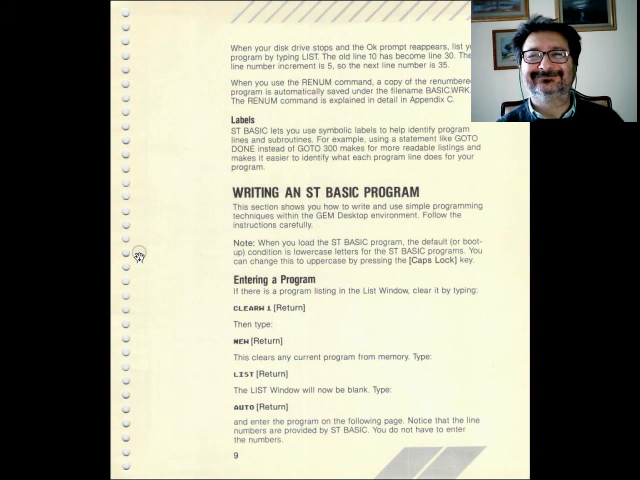 When your disk drive stops and the Ok prompt reappears, list yo
program by typing LIST. The old line 10 has become line 30. The
line number increment is 5, so the next line number is 35.
When you use the RENUM command, a copy of the renumbered
program is automatically saved under the filename BASIC.WRK.
The RENUM command is explained in detail in Appendix C.
Labels
ST BASIC lets you use symbolic labels to help identify program
lines and subroutines. For example, using a statement like GOTO
DONE instead of GOTO 300 makes for more readable listings and
makes it easier to identify what each program line does for your
program.
WRITING AN ST BASIC PROGRAM
This section shows you how to write and use simple programming
techniques within the GEM Desktop environment. Follow the
instructions carefully.
Note: When you load the ST BASIC program, the default (or boot-
up) condition is lowercase letters for the ST BASIC programs. You
can change this to uppercase by pressing the [Caps Lock] key.
Entering a Program
If there is a program listing in the List Window, clear it by typing:
CLEARW 1 [Return]
Then type:
NEW [Return]
This clears any current program from memory. Type:
LIST [Return]
The LIST Window will now be blank. Type:
AUTO [Return]
and enter the program on the following page. Notice that the line
numbers are provided by ST BASIC. You do not have to enter
the numbers.
9